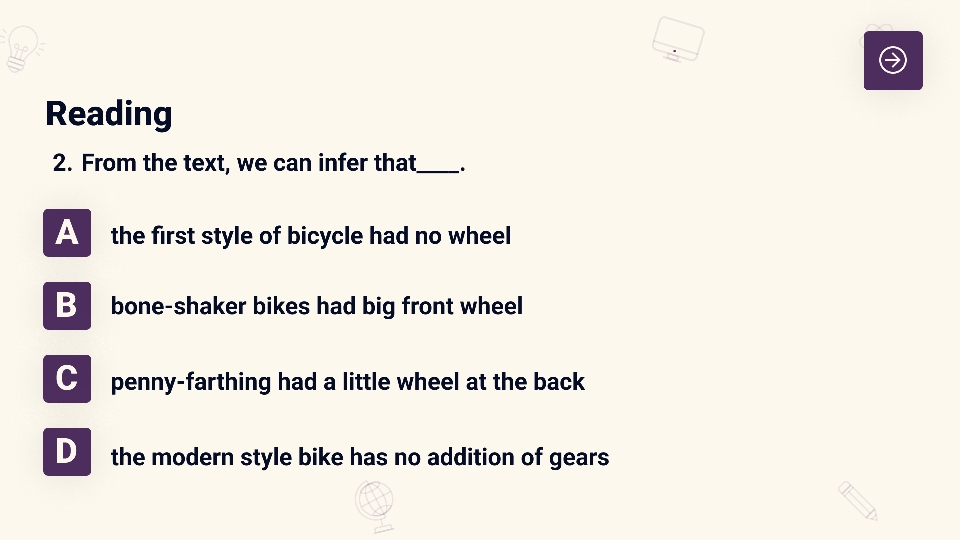 Reading
2. From the text, we can infer that____.
A the first style of bicycle had no wheel
B bone-shaker bikes had big front wheel
C penny-farthing had a little wheel at the back
D the modern style bike has no addition of gears